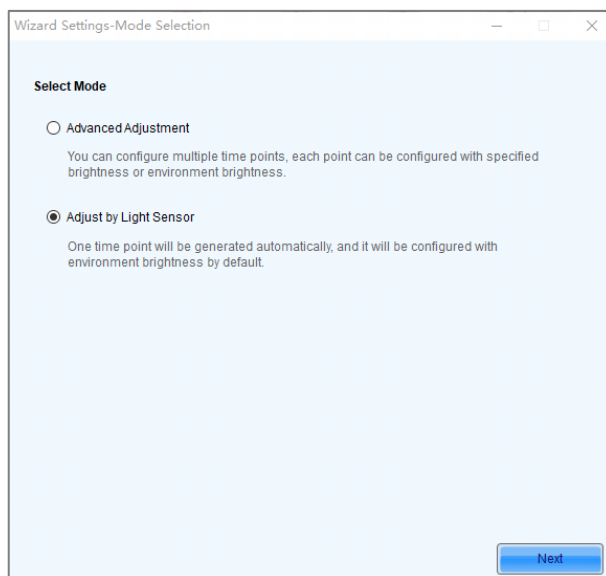 Wizard Settings-Mode Selection
Select Mode
Advanced Adjustment
You can configure multiple time points, each point can be configured with specified
brightness or environment brightness.
Adjust by Light Sensor
One time point will be generated automatically, and it will be configured with
environment brightness by default.
Next